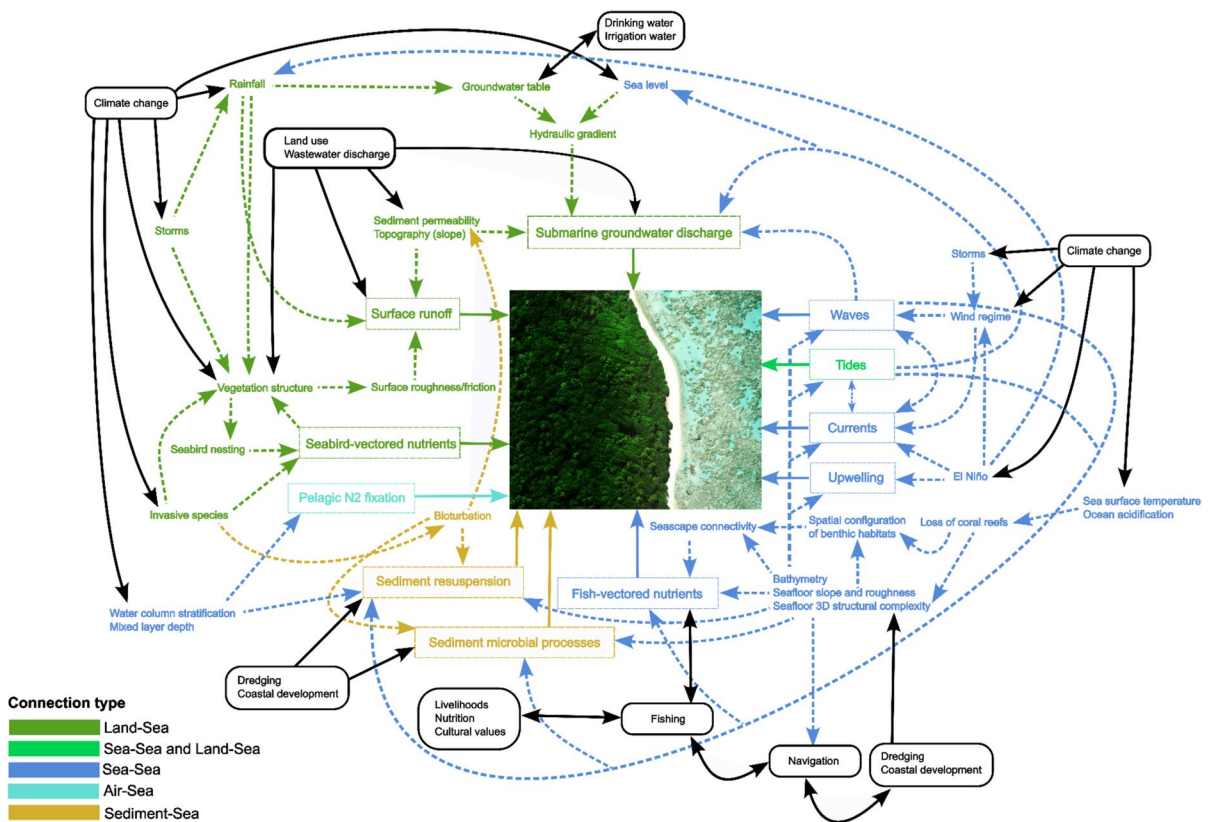 Drinking water
Irrigation water
Climate change
Rainfall
Groundwater table
Sea level
Hydraulic gradient
Land use
Wastewater discharge
Storms
Sediment permeability
Topography (slope)
Submarine groundwater discharge
Storms
Climate change
Surface runoff
Waves
Wind regime
Tides
Vegetation structure
Surface roughness/friction
Currents
Seabird nesting
Seabird-vectored nutrients
Upwelling
El Niño
Pelagic N2 fixation
Invasive species
Bioturbation
Seascape connectivity
Spatial configuration
of benthic habitats
Loss of coral reefs
Sea surface temperature
Ocean acidification
Sediment resuspension
Fish-vectored nutrients
Bathymetry
Seafloor slope and roughness
Seafloor 3D structural complexity
Water column stratification
Mixed layer depth
Sediment microbial processes
Dredging
Coastal development
Livelihoods
Nutrition
Cultural values
Fishing
Navigation
Dredging
Coastal development
Connection type
Land-Sea
Sea-Sea and Land-Sea
Sea-Sea
Air-Sea
Sediment-Sea